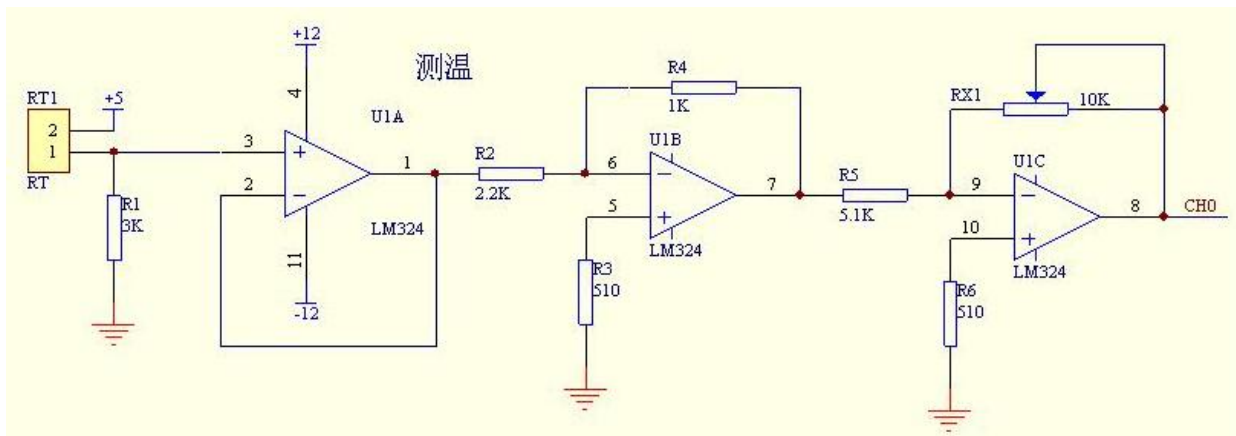 +12
测温
R4
RT1
+5
4
1K
RX1
10K
U1A
2
1
3
U1B
U1C
1
R2
6
7
R5
9
8
CH0
RT
2
2.2K
5
5.1K
10
R1
3K
LM324
LM324
LM324
11
R3
510
R6
510
-12